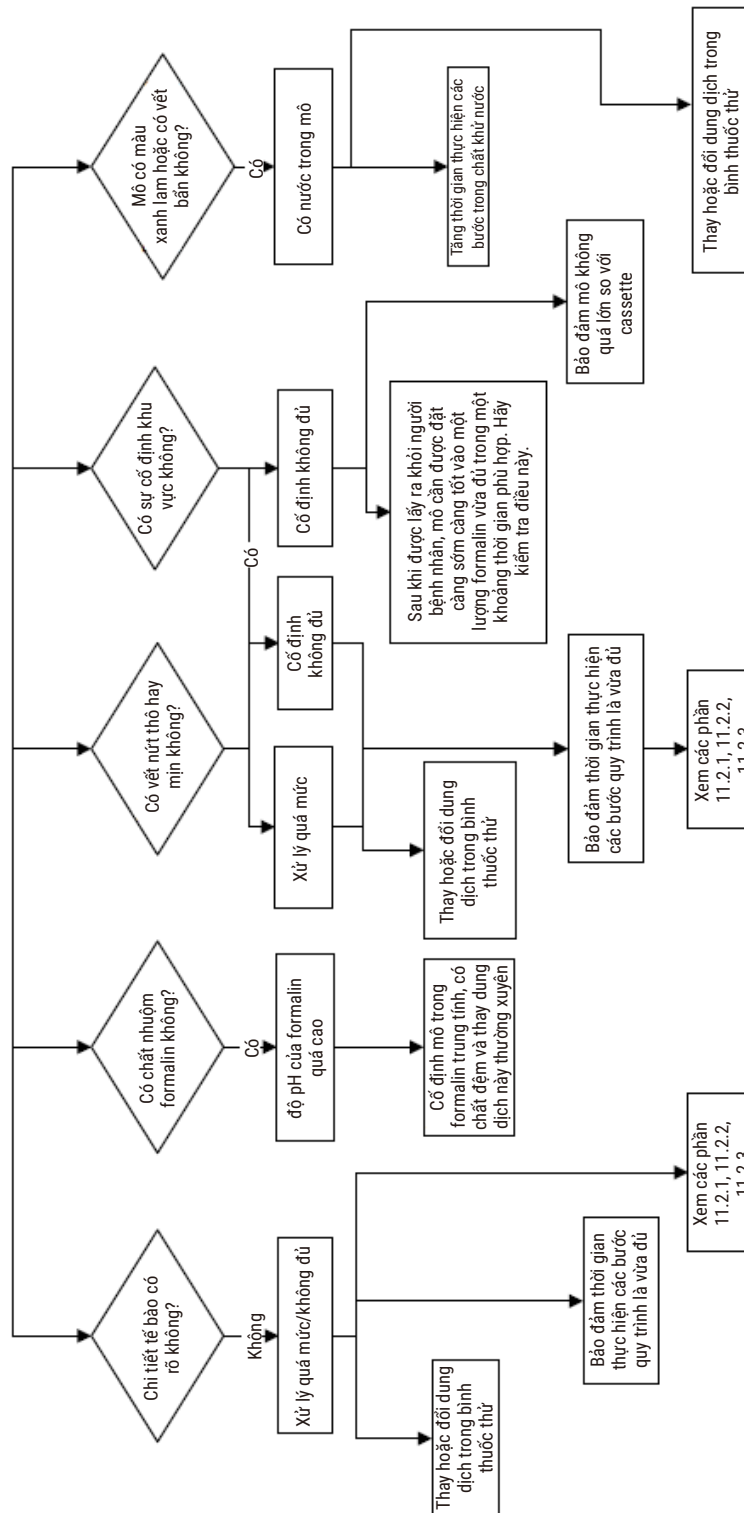 Chi tiết tế bào có
rõ không?
Không
Xử lý quá mức/không đủ
Thay hoặc đổi dung
dịch trong bình
thuốc thử
Bảo đảm thời gian
thực hiện các bước
quy trình là vừa đủ
Xem các phần
11.2.1, 11.2.2,
11.2.3
Có chất nhuộm
formalin không?
Có
độ pH của formalin
quá cao
Cố định mô trong
formalin trung tính, có
chất đệm và thay dung
dịch này thường xuyên
Có vết nứt thô hay
mịn không?
Có
Xử lý quá mức
Cố định
không đủ
Thay hoặc đổi dung
dịch trong bình
thuốc thử
Bảo đảm thời gian thực hiện
các bước quy trình là vừa đủ
Xem các phần
11.2.1, 11.2.2,
11.2.3
Có sự cố định khu
vực không?
Cố định không đủ
Sau khi được lấy ra khỏi người
bệnh nhân, mô cần được đặt
càng sớm càng tốt vào một
lượng formalin vừa đủ trong một
khoảng thời gian phù hợp. Hãy
kiểm tra điều này.
Bảo đảm mô không
quá lớn so với
cassette
Mô có màu
xanh lam hoặc có vết
bẩn không?
Có
Có nước trong mô
Tăng thời gian thực hiện các
bước trong chất khử nước
Thay hoặc đổi dung dịch trong
bình thuốc thử